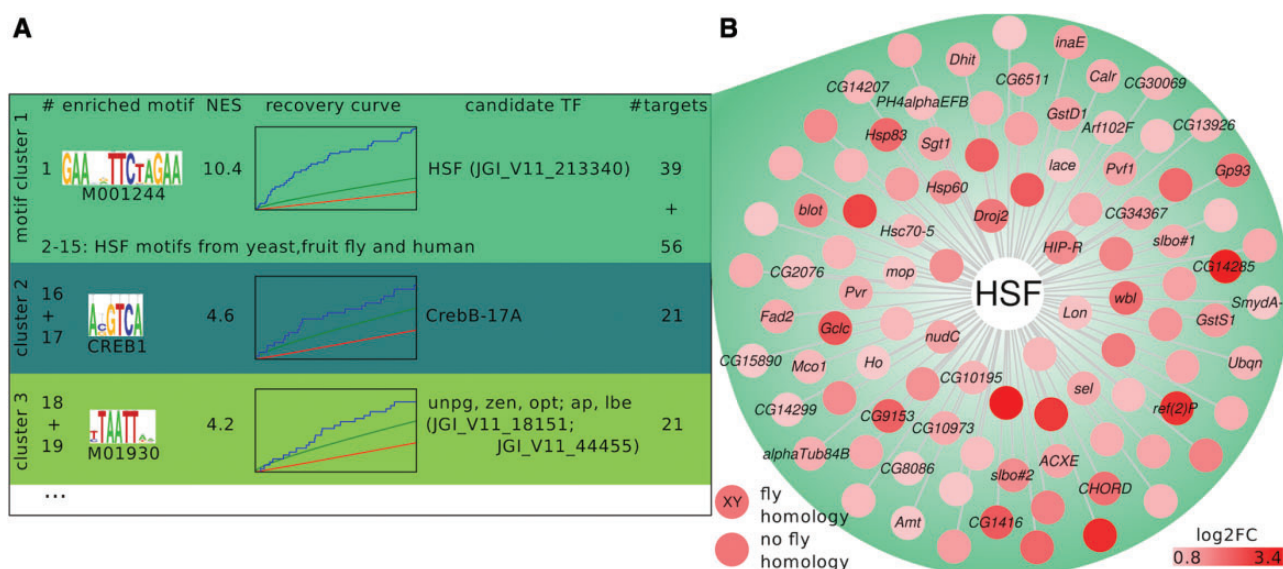 A
# enriched motif NES recovery curve candidate TF #targets
motif cluster 1
1 GAA TTCTAGAA 10.4 HSF (JGI_V11_213340) 39
M001244
+
2-15: HSF motifs from yeast,fruit fly and human 56
cluster 2
16
+
17
CREB1
4.6 CrebB-17A 21
cluster 3
18
+
19
TAATT
M01930
4.2
unpg, zen, opt; ap, lbe
(JGI_V11_18151;
JGI_V11_44455)
21
...
B
inaE
Dhit
Calr
CG14207
CG6511
CG30069
PH4alphaEFB
GstD1
Arf102F
CG13926
Hsp83
Sgt1
lace
Pvf1
Gp93
Hsp60
blot
Droj2
CG34367
Hsc70-5
HIP-R
slbo#1
CG2076
mop
CG14285
HSF
Pvr
wbl
SmydA-
Fad2
Lon
GstS1
Gclc
nudC
CG15890
Mco1
Ho
Ubqn
CG10195
sel
CG14299
CG9153
ref(2)P
CG10973
alphaTub84B
CG8086
ACXE
slbo#2
CHORD
Amt
CG1416
XY fly
homology
no fly
homology
log2FC
0.8 3.4